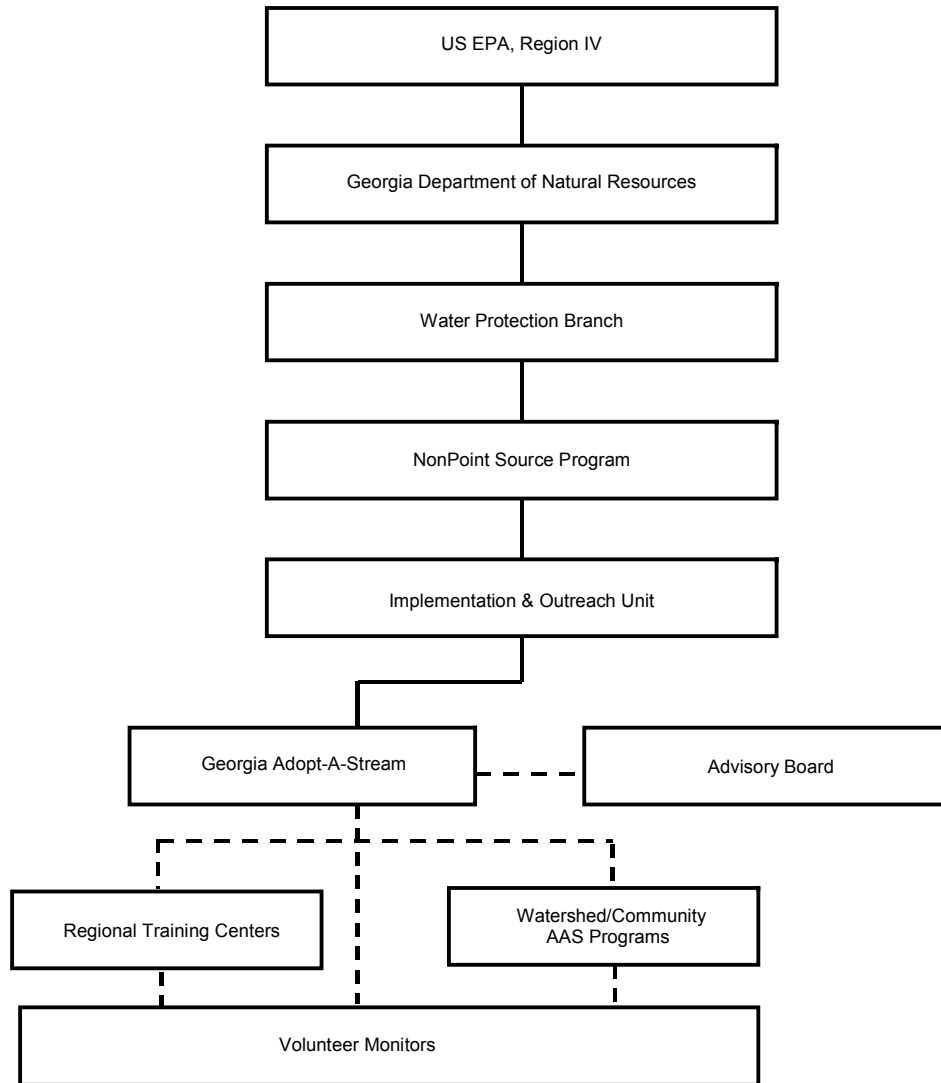 US EPA, Region IV
Georgia Department of Natural Resources
Water Protection Branch
NonPoint Source Program
Implementation & Outreach Unit
Georgia Adopt-A-Stream
Advisory Board
Regional Training Centers
Watershed/Community
AAS Programs
Volunteer Monitors